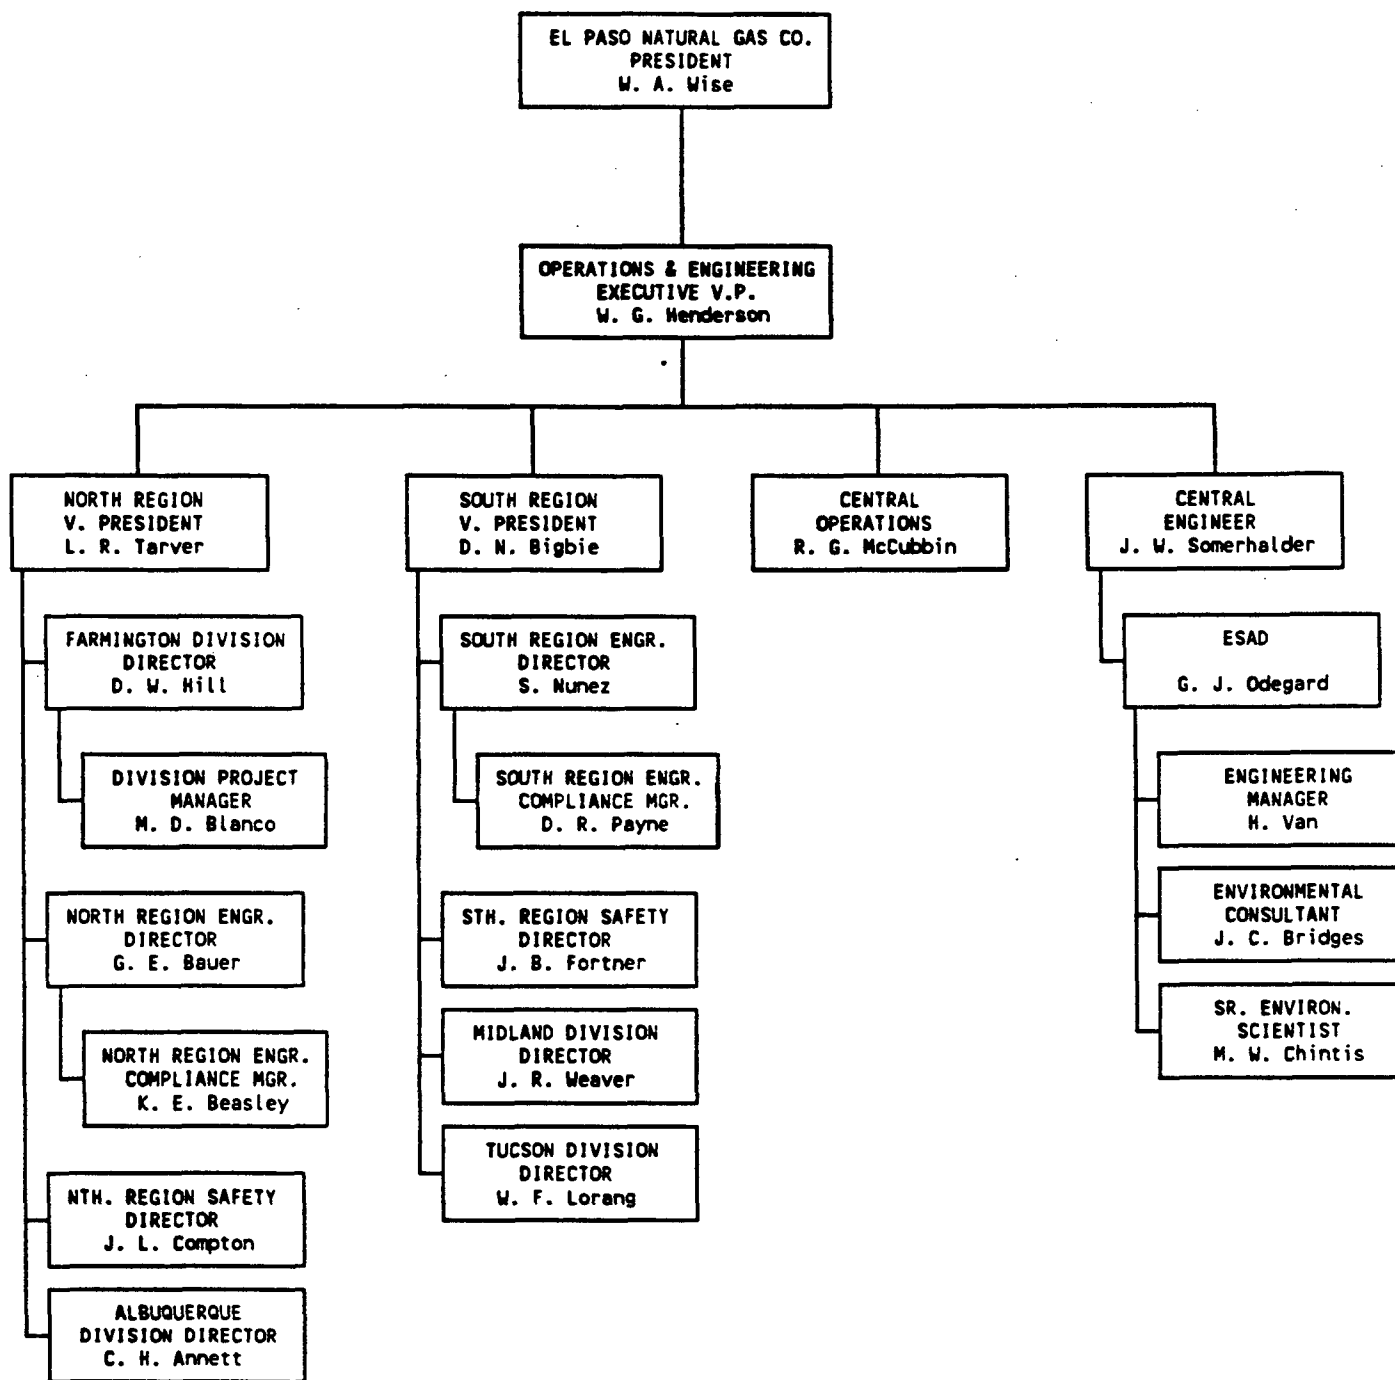 EL PASO NATURAL GAS CO.
PRESIDENT
W. A. Wise
OPERATIONS & ENGINEERING
EXECUTIVE V.P.
W. G. Henderson
NORTH REGION
V. PRESIDENT
L. R. Tarver
SOUTH REGION
V. PRESIDENT
D. N. Bigbie
CENTRAL
OPERATIONS
R. G. McCubbin
CENTRAL
ENGINEER
J. W. Somerhalder
FARMINGTON DIVISION
DIRECTOR
D. W. Hill
DIVISION PROJECT
MANAGER
M. D. Blanco
NORTH REGION ENGR.
DIRECTOR
G. E. Bauer
NORTH REGION ENGR.
COMPLIANCE MGR.
K. E. Beasley
NTH. REGION SAFETY
DIRECTOR
J. L. Compton
ALBUQUERQUE
DIVISION DIRECTOR
C. H. Annett
SOUTH REGION ENGR.
DIRECTOR
S. Nunez
SOUTH REGION ENGR.
COMPLIANCE MGR.
D. R. Payne
STH. REGION SAFETY
DIRECTOR
J. B. Fortner
MIDLAND DIVISION
DIRECTOR
J. R. Weaver
TUCSON DIVISION
DIRECTOR
W. F. Lorang
ESAD
G. J. Odegard
ENGINEERING
MANAGER
H. Van
ENVIRONMENTAL
CONSULTANT
J. C. Bridges
SR. ENVIRON.
SCIENTIST
M. W. Chintis